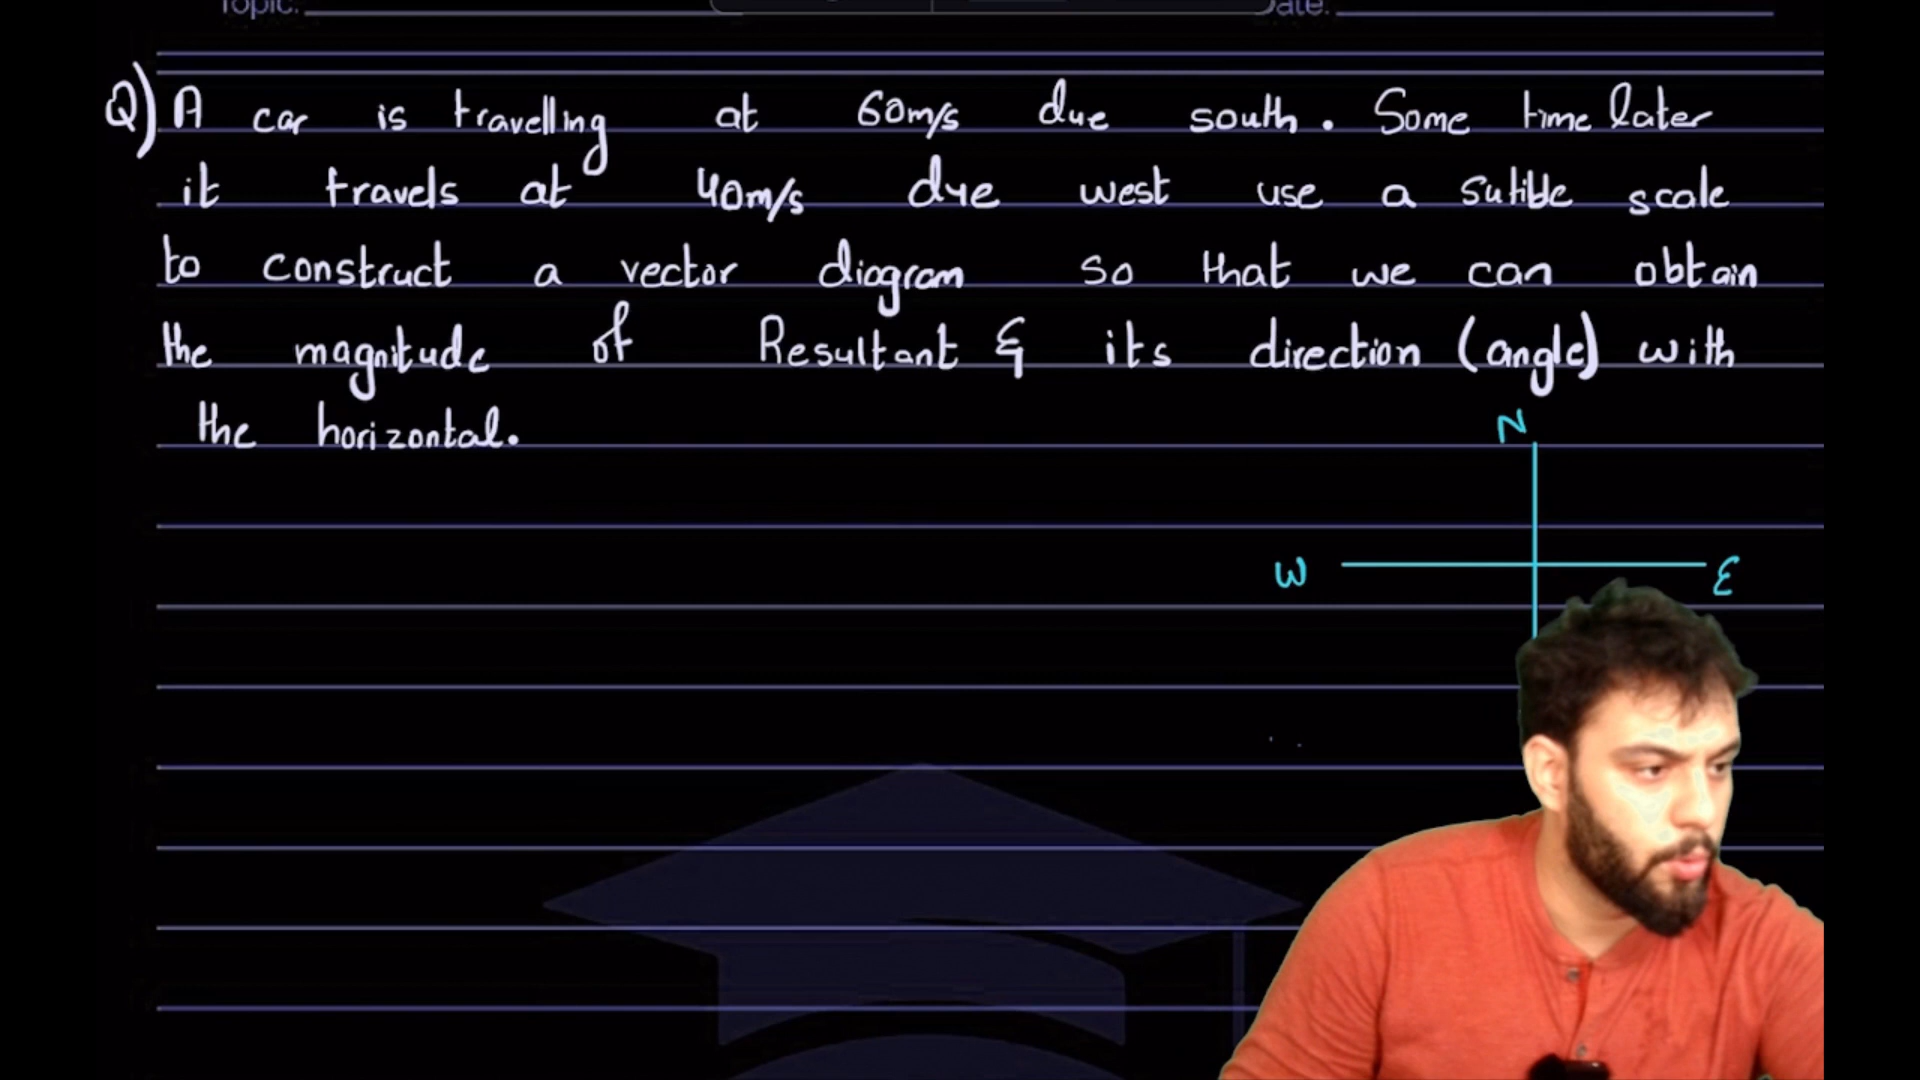 Topic:
Date:
Q) A car is travelling at 60m/s due south. Some time later
it travels at 40m/s due west use a sutible scale
to construct a vector diagram so that we can obtain
the magnitude of Resultant & its direction (angle) with
the horizontal.
N
W
E